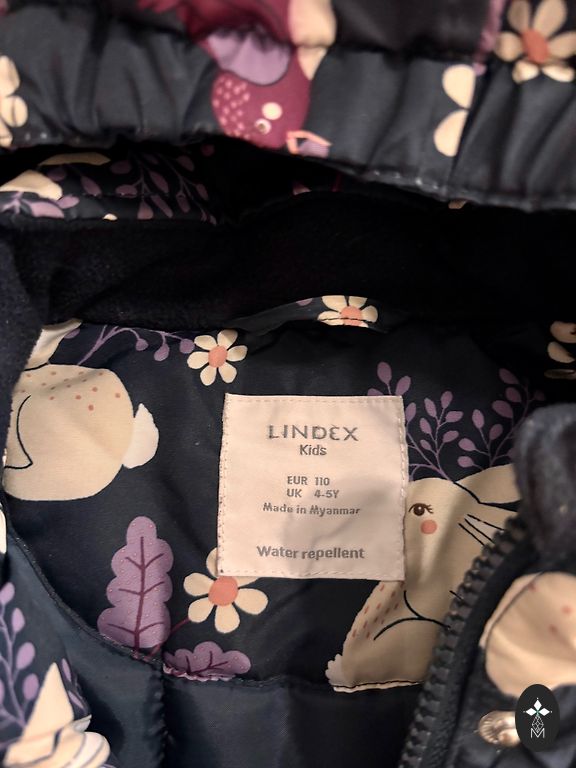 LINDEX
Kids
EUR 110
UK 4-5Y
Made in Myanmar
Water repellent
M